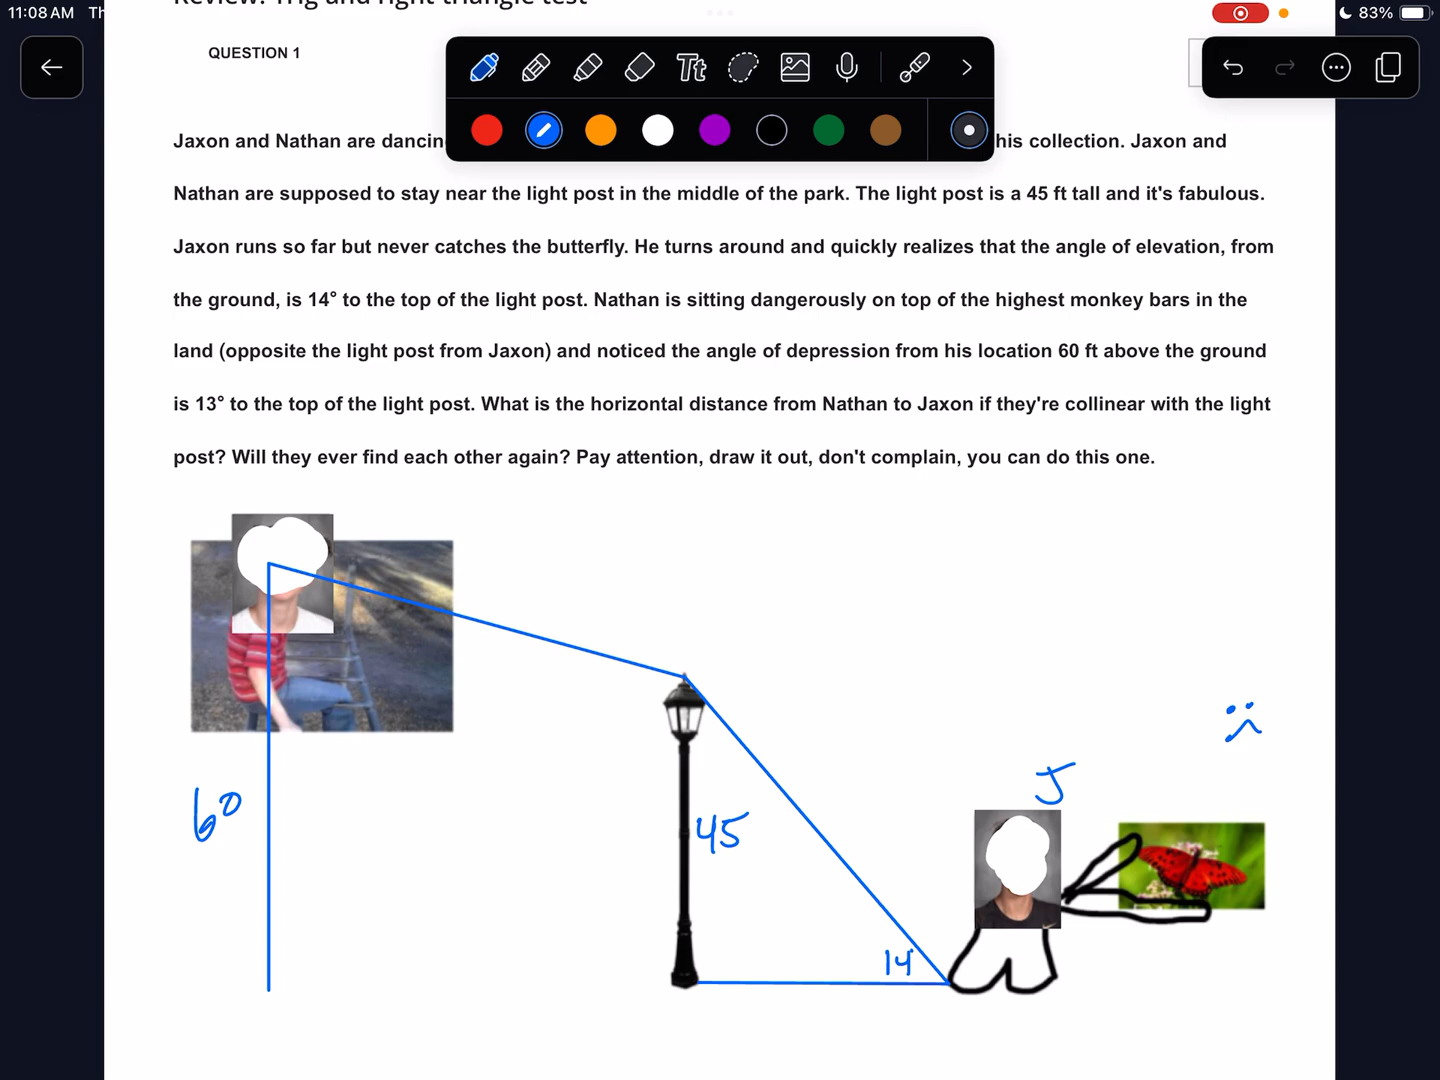 11:08 AM
83%
QUESTION 1
Tt
Jaxon and Nathan are his collection. Jaxon and
Nathan are supposed to stay near the light post in the middle of the park. The light post is a 45 ft tall and it's fabulous.
Jaxon runs so far but never catches the butterfly. He turns around and quickly realizes that the angle of elevation, from
the ground, is 14° to the top of the light post. Nathan is sitting dangerously on top of the highest monkey bars in the
land (opposite the light post from Jaxon) and noticed the angle of depression from his location 60 ft above the ground
is 13° to the top of the light post. What is the horizontal distance from Nathan to Jaxon if they're collinear with the light
post? Will they ever find each other again? Pay attention, draw it out, don't complain, you can do this one.
J
60
45
14